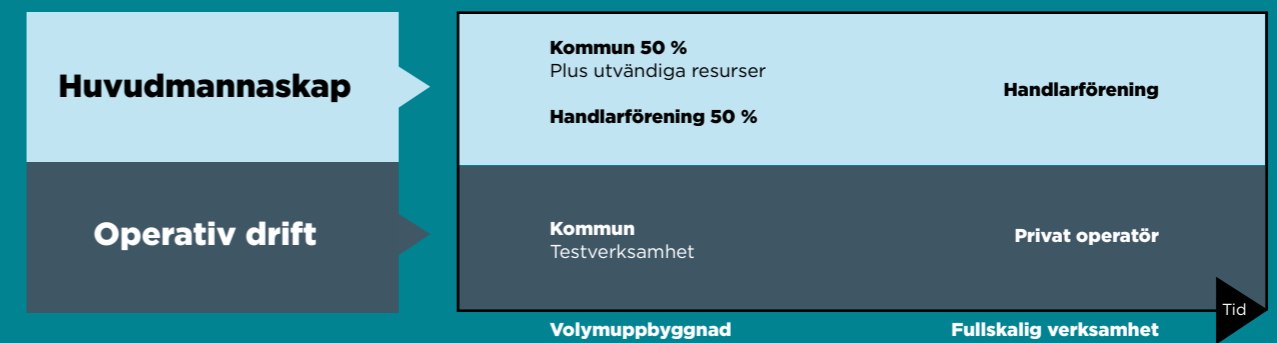 Huvudmannaskap
Kommun 50 %
Plus utvändiga resurser
Handlarförening 50 %
Handlarförening
Operativ drift
Kommun
Testverksamhet
Privat operatör
Tid
Volymuppbyggnad
Fullskalig verksamhet